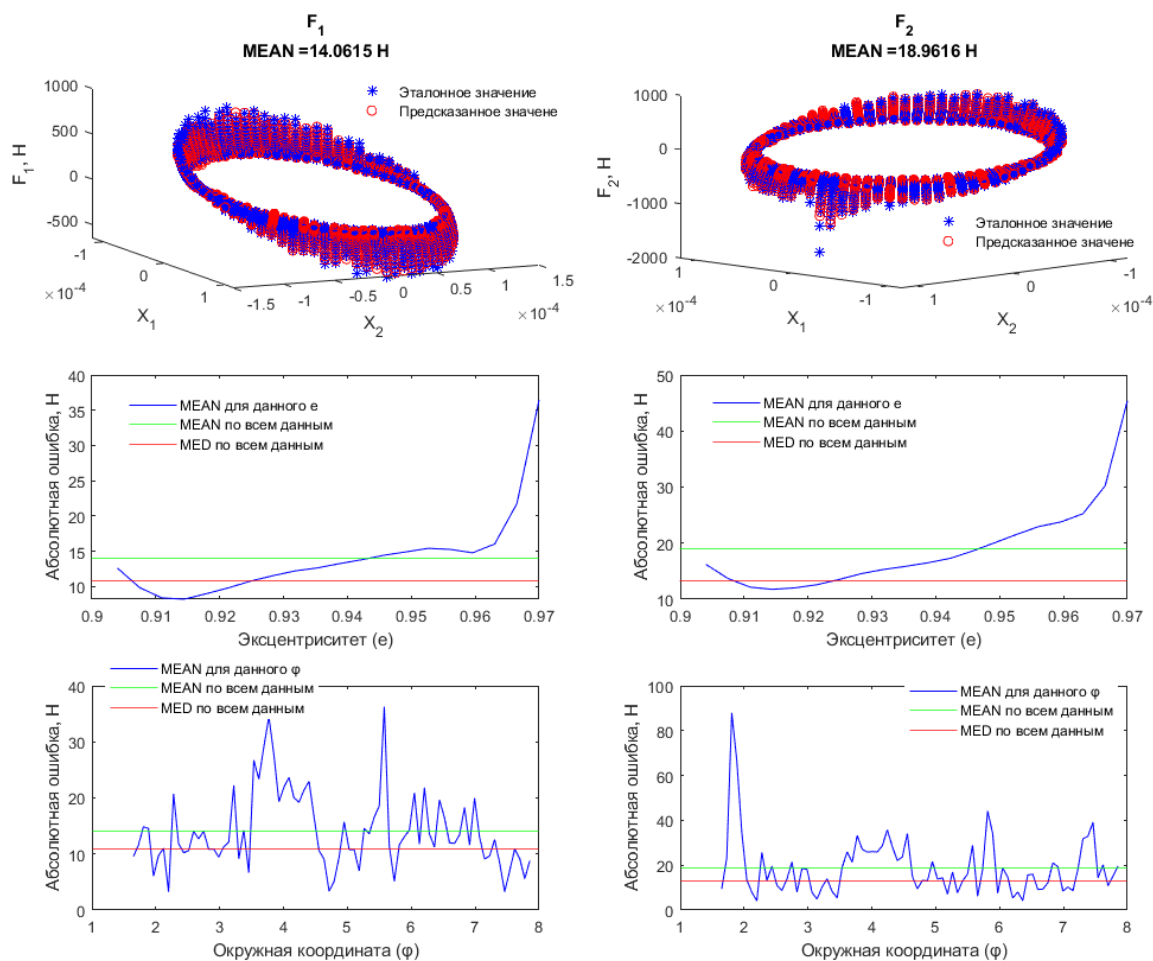 F1
MEAN =14.0615 H
1000
500
0
-500
F1, H
-1
0
1
×10-4
X1
-1.5
-1
-0.5
0
0.5
1
1.5
×10-4
X2
Эталонное значение
Предсказанное значене
F2
MEAN =18.9616 H
1000
0
-1000
-2000
F2, H
1
0
-1
×10-4
X1
1
0
-1
×10-4
X2
Эталонное значение
Предсказанное значене
40
35
30
25
20
15
10
Абсолютная ошибка, Н
MEAN для данного e
MEAN по всем данным
MED по всем данным
0.9 0.91 0.92 0.93 0.94 0.95 0.96 0.97
Эксцентриситет (e)
50
40
30
20
10
Абсолютная ошибка, Н
MEAN для данного e
MEAN по всем данным
MED по всем данным
0.9 0.91 0.92 0.93 0.94 0.95 0.96 0.97
Эксцентриситет (e)
MEAN для данного φ
MEAN по всем данным
MED по всем данным
40
30
20
10
0
Абсолютная ошибка, Н
1 2 3 4 5 6 7 8
Окружная координата (φ)
100
80
60
40
20
0
Абсолютная ошибка, Н
MEAN для данного φ
MEAN по всем данным
MED по всем данным
1 2 3 4 5 6 7 8
Окружная координата (φ)